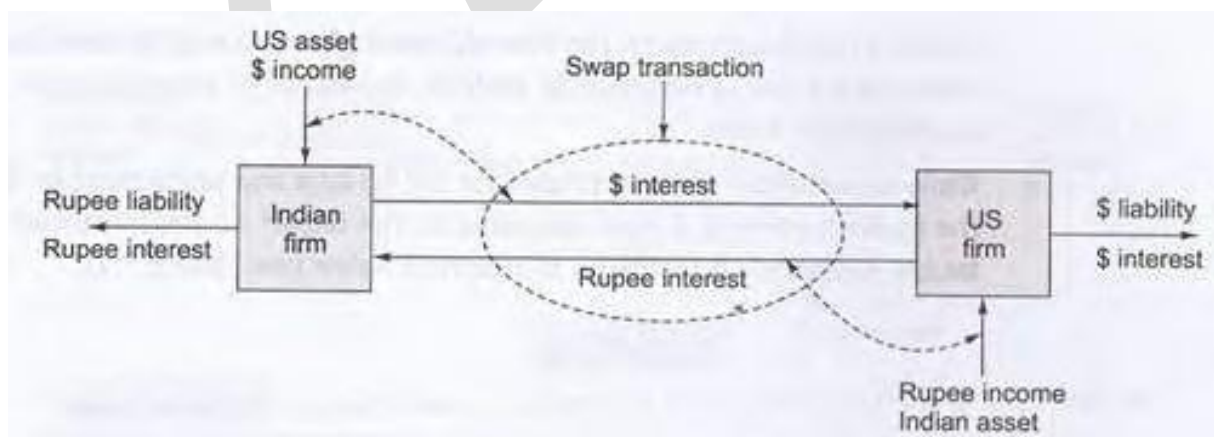 US asset
$ income
Swap transaction
$ interest
Rupee liability
Rupee interest
Indian
firm
US
firm
$ liability
$ interest
Rupee interest
Rupee income
Indian asset